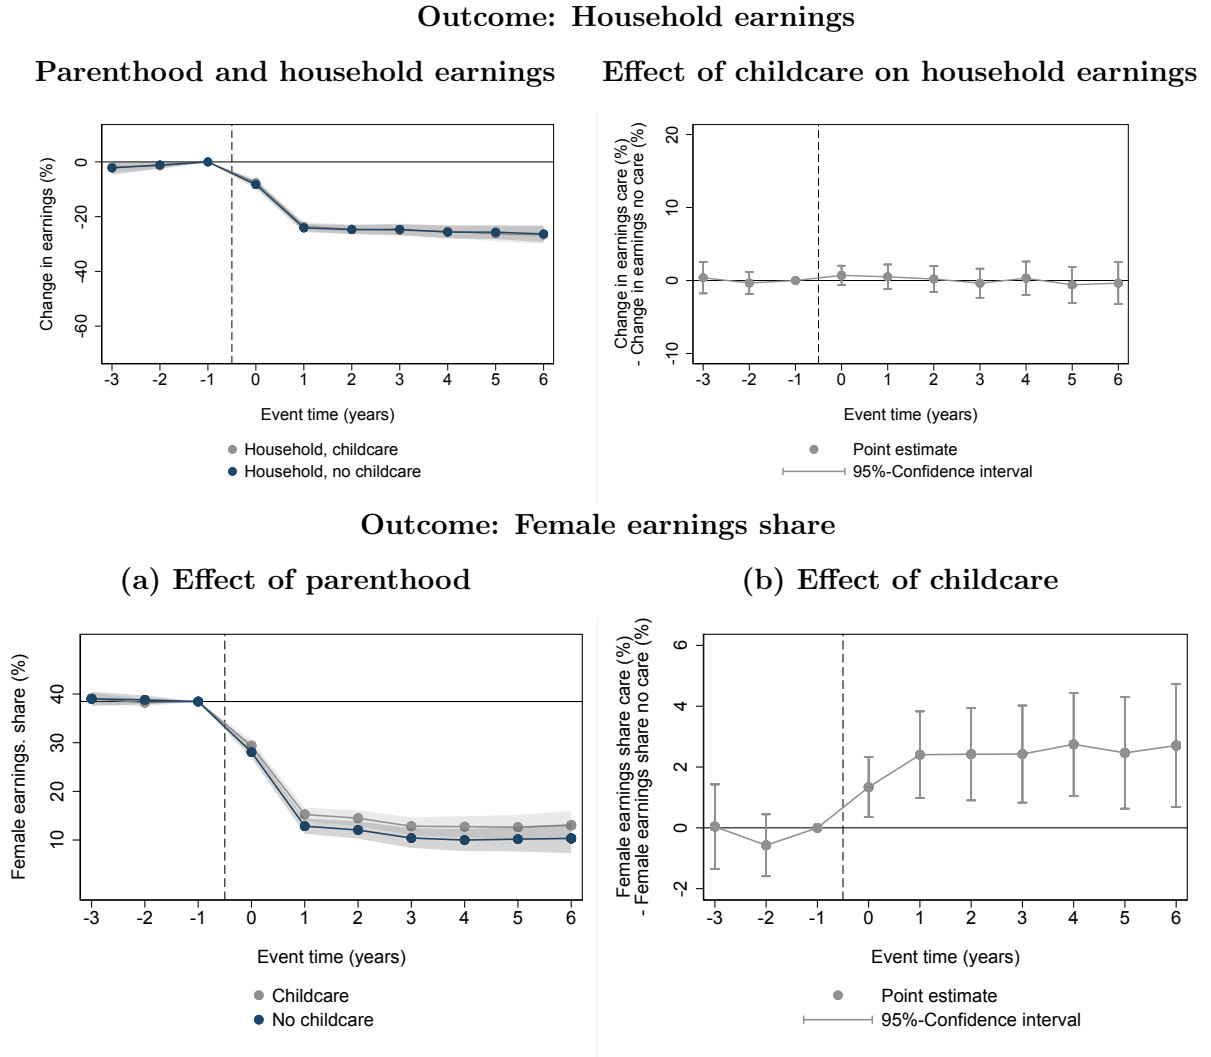 Outcome: Household earnings
Parenthood and household earnings
Effect of childcare on household earnings
Change in earnings (%)
0
-20
-40
-60
-3 -2 -1 0 1 2 3 4 5 6
Event time (years)
Household, childcare
Household, no childcare
Change in earnings care (%)
- Change in earnings no care (%)
20
10
0
-10
-3 -2 -1 0 1 2 3 4 5 6
Event time (years)
Point estimate
95%-Confidence interval
Outcome: Female earnings share
(a) Effect of parenthood
(b) Effect of childcare
Female earnings. share (%)
40
30
20
10
-3 -2 -1 0 1 2 3 4 5 6
Event time (years)
Childcare
No childcare
Female earnings share care (%)
- Female earnings share no care (%)
6
4
2
0
-2
-3 -2 -1 0 1 2 3 4 5 6
Event time (years)
Point estimate
95%-Confidence interval